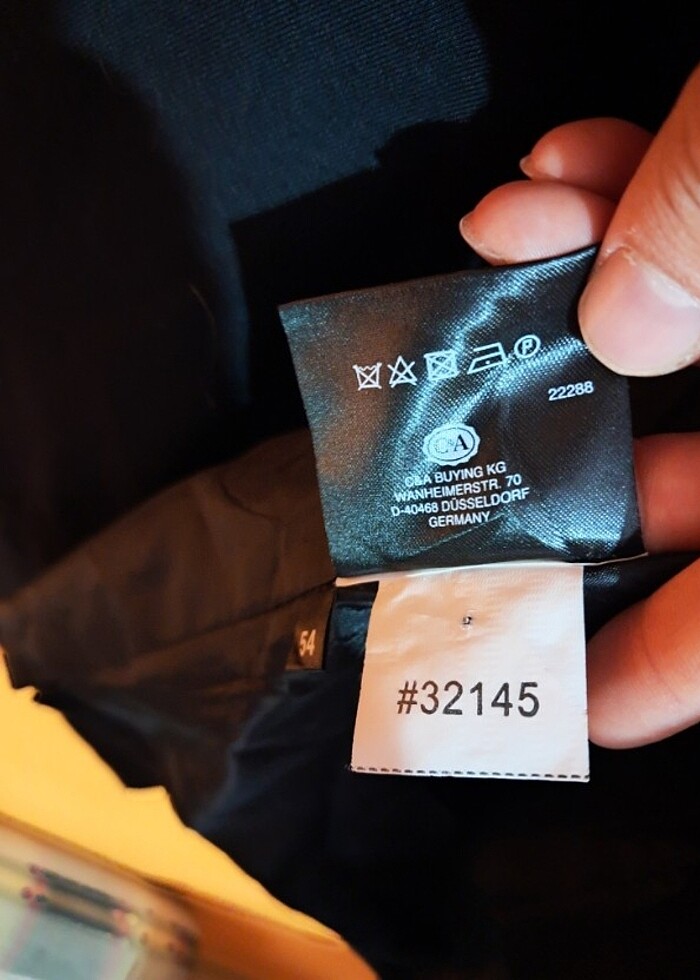 P
22288
C&A
C&A BUYING KG
WANHEIMERSTR. 70
D-40468 DÜSSELDORF
GERMANY
54
#32145